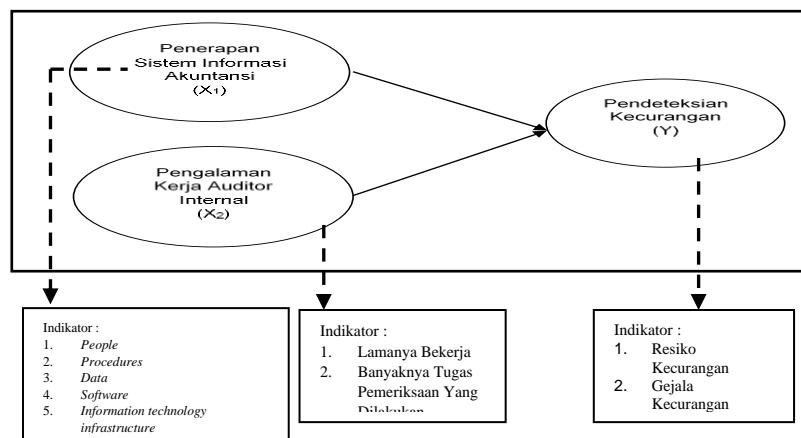 Penerapan
Sistem Informasi
Akuntansi
(X1)
Pendeteksian
Kecurangan
(Y)
Pengalaman
Kerja Auditor
Internal
(X2)
Indikator :
1. People
2. Procedures
3. Data
4. Software
5. Information technology
infrastructure
Indikator :
1. Lamanya Bekerja
2. Banyaknya Tugas
Pemeriksaan Yang
Dilakukan
Indikator :
1. Resiko
Kecurangan
2. Gejala
Kecurangan